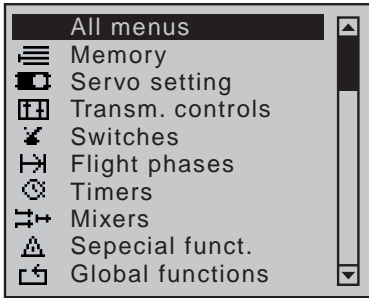 All menus
Memory
Servo setting
Transm. controls
Switches
Flight phases
Timers
Mixers
Sepecial funct.
Global functions